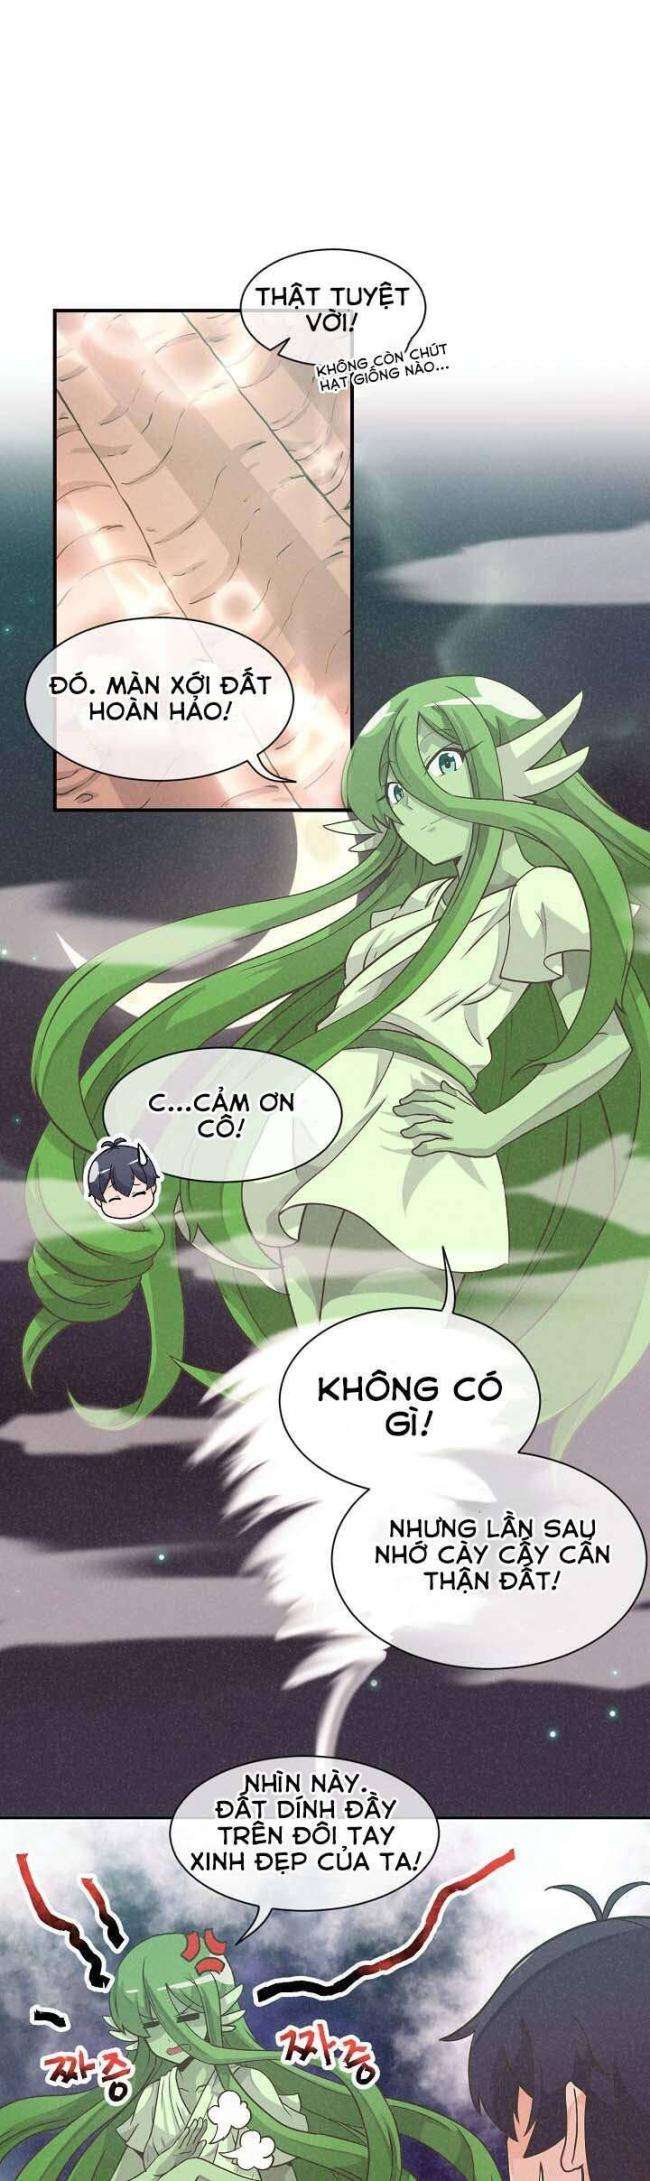 THẬT TUYỆT
VỜI!
KHÔNG CÒN CHÚT
HẠT GIỐNG NÀO...
ĐÓ. MÀN XỚI ĐẤT
HOÀN HẢO!
C...CẢM ƠN
CÔ!
KHÔNG CÓ
GÌ!
NHƯNG LẦN SAU
NHỚ CÀY CẤY CẨN
THẬN ĐẤT!
NHÌN NÀY.
ĐẤT DÍNH ĐẦY
TRÊN ĐÔI TAY
XINH ĐẸP CỦA TA!
짜증
짜증